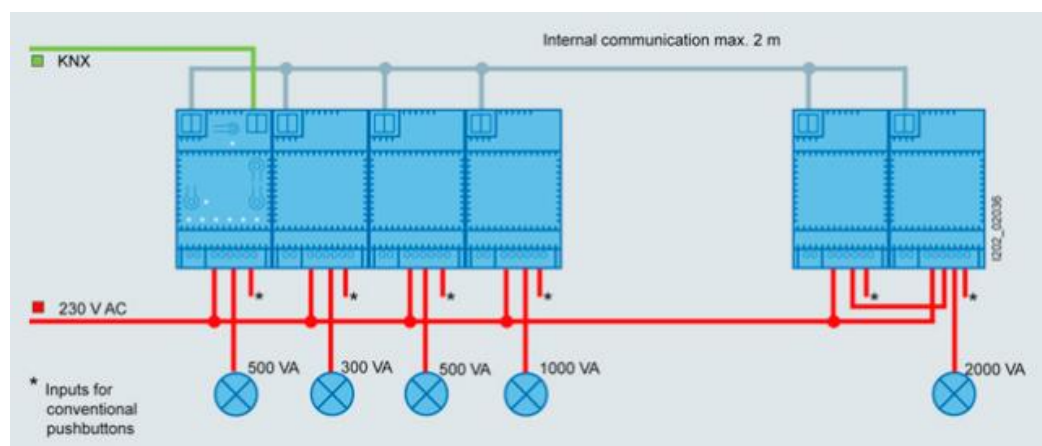 Internal communication max. 2 m
KNX
I202_02036
* * * * * *
230 V AC
500 VA 300 VA 500 VA 1000 VA 2000 VA
* Inputs for
conventional
pushbuttons